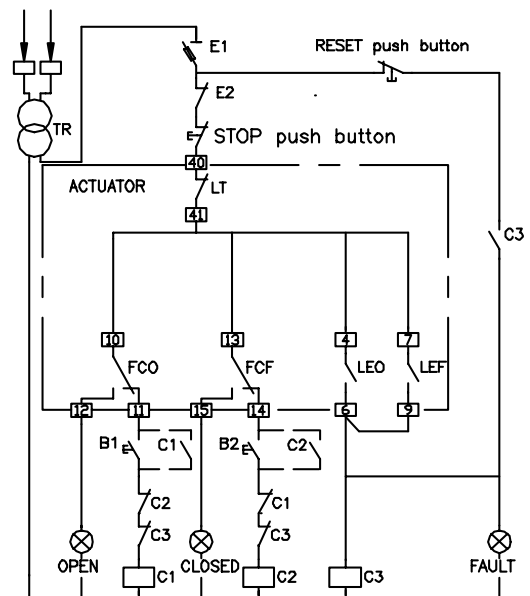 E1
RESET push button
E2
TR
STOP push button
40
ACTUATOR
LT
41
C3
10
13
4
7
FCO
FCF
LEO
LEF
12
11
15
14
6
9
B1
C1
B2
C2
C2
C1
C3
C3
OPEN
CLOSED
FAULT
C1
C2
C3